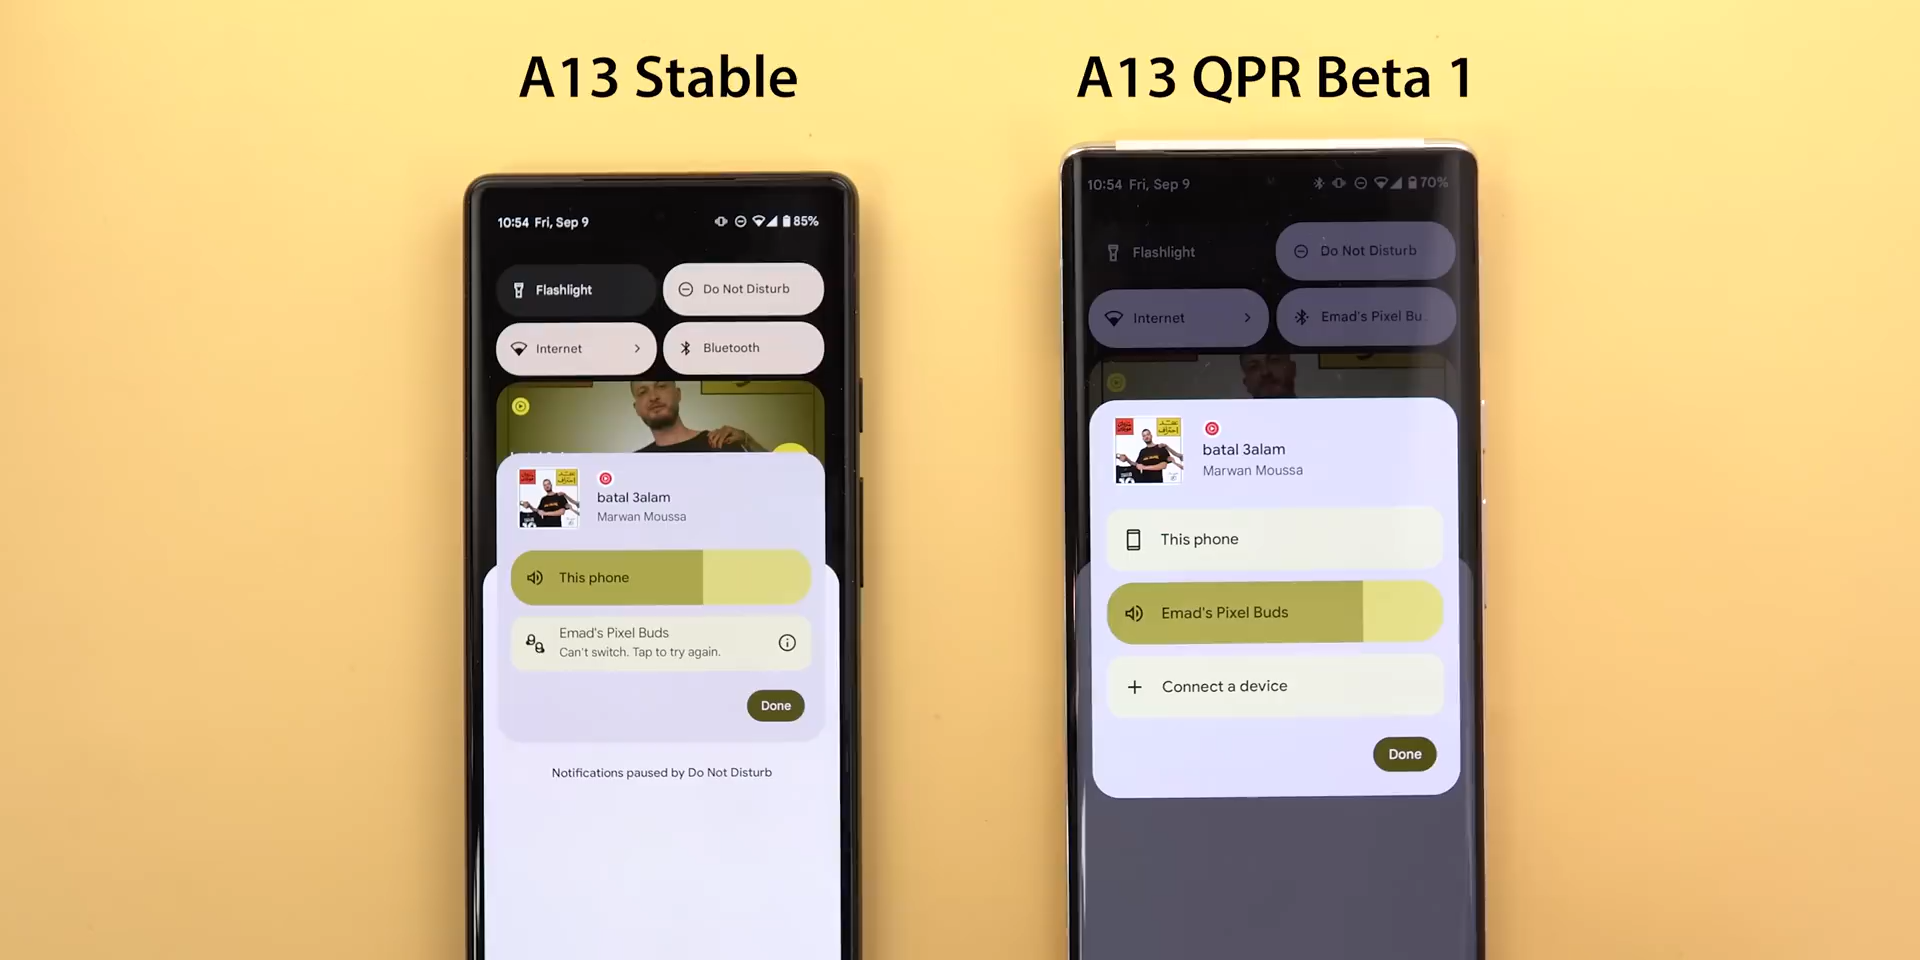 A13 Stable
A13 QPR Beta 1
10:54 Fri, Sep 9
85%
Flashlight
Do Not Disturb
Internet
Bluetooth
batal 3alam
Marwan Moussa
This phone
Emad's Pixel Buds
Can't switch. Tap to try again.
Done
Notifications paused by Do Not Disturb
10:54 Fri, Sep 9
70%
Flashlight
Do Not Disturb
Internet
Emad's Pixel Bu
batal 3alam
Marwan Moussa
This phone
Emad's Pixel Buds
Connect a device
Done